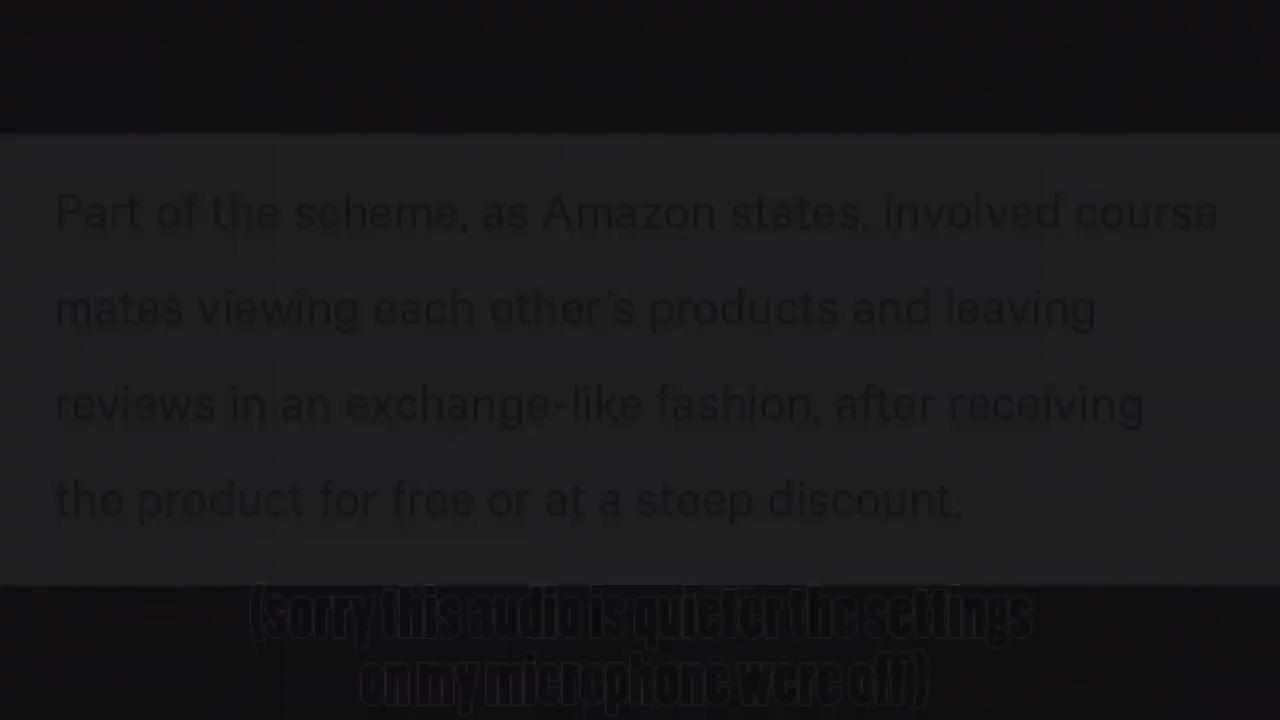 Part of the scheme, as Amazon states, involved course
mates viewing each other's products and leaving
reviews in an exchange-like fashion, after receiving
the product for free or at a steep discount.
(sorry this audio is quieter the settings
on my microphone were off)